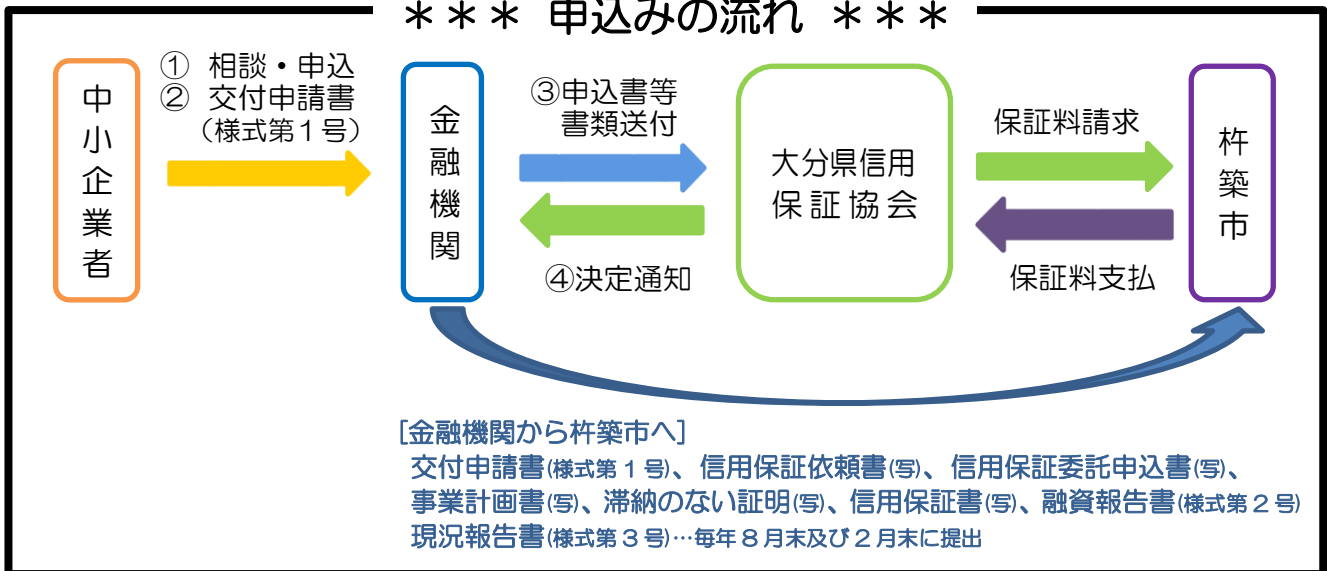 ＊＊＊ 申込みの流れ ＊＊＊
中小企業者
① 相談・申込
② 交付申請書
（様式第１号）
金融機関
③申込書等
書類送付
④決定通知
大分県信用
保証協会
保証料請求
保証料支払
杵築市
[金融機関から杵築市へ]
交付申請書(様式第１号)、信用保証依頼書(写)、信用保証委託申込書(写)、
事業計画書(写)、滞納のない証明(写)、信用保証書(写)、融資報告書(様式第２号)
現況報告書(様式第３号)…毎年８月末及び２月末に提出